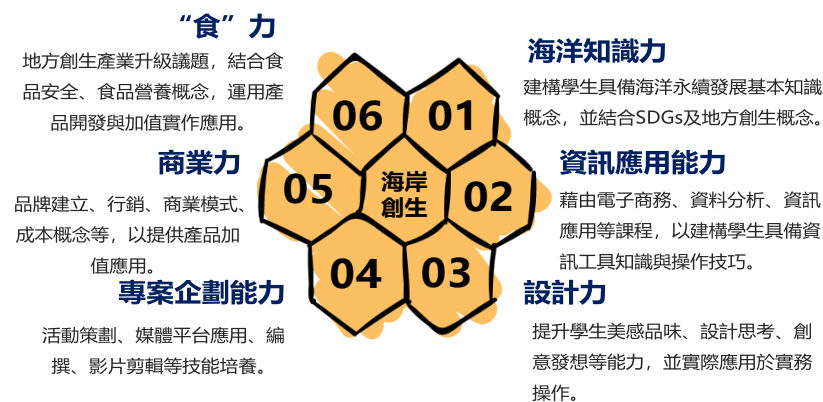 “食”力
地方創生產業升級議題，結合食
品安全、食品營養概念，運用產
品開發與加值實作應用。
海洋知識力
建構學生具備海洋永續發展基本知識
概念，並結合SDGs及地方創生概念。
06
01
商業力
品牌建立、行銷、商業模式、
成本概念等，以提供產品加
值應用。
05
海岸
創生
02
資訊應用能力
藉由電子商務、資料分析、資訊
應用等課程，以建構學生具備資
訊工具知識與操作技巧。
04
03
專案企劃能力
活動策劃、媒體平台應用、編
撰、影片剪輯等技能培養。
設計力
提升學生美感品味、設計思考、創
意發想等能力，並實際應用於實務
操作。